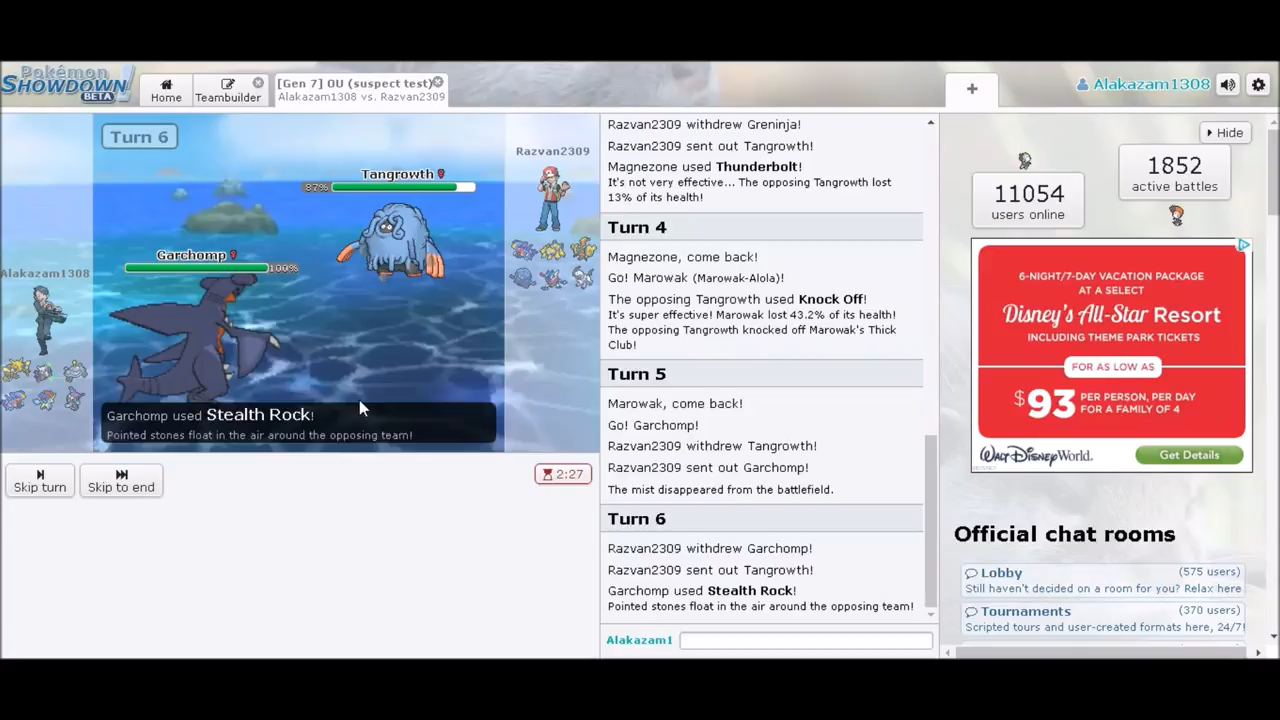 Pokémon
SHOWDOWN!
BETA
Home
Teambuilder
[Gen 7] OU (suspect test)
Alakazam1308 vs. Razvan2309
+
Alakazam1308
Turn 6
Razvan2309
Tangrowth
87%
Garchomp
100%
Alakazam1308
Garchomp used Stealth Rock!
Pointed stones float in the air around the opposing team!
Skip turn
Skip to end
2:27
Razvan2309 withdrew Greninja!
Razvan2309 sent out Tangrowth!
Magnezone used Thunderbolt!
It's not very effective... The opposing Tangrowth lost
13% of its health!
Turn 4
Magnezone, come back!
Go! Marowak (Marowak-Alola)!
The opposing Tangrowth used Knock Off!
It's super effective! Marowak lost 43.2% of its health!
The opposing Tangrowth knocked off Marowak's Thick
Club!
Turn 5
Marowak, come back!
Go! Garchomp!
Razvan2309 withdrew Tangrowth!
Razvan2309 sent out Garchomp!
The mist disappeared from the battlefield.
Turn 6
Razvan2309 withdrew Garchomp!
Razvan2309 sent out Tangrowth!
Garchomp used Stealth Rock!
Pointed stones float in the air around the opposing team!
Alakazam1
Hide
11054
users online
1852
active battles
6-NIGHT/7-DAY VACATION PACKAGE
AT A SELECT
Disney's All-Star Resort
INCLUDING THEME PARK TICKETS
FOR AS LOW AS
$93 PER PERSON, PER DAY
FOR A FAMILY OF 4
Walt Disney World.
Get Details
Official chat rooms
Lobby (575 users)
Still haven't decided on a room for you? Relax here
Tournaments (370 users)
Scripted tours and user-created formats here, 24/7!